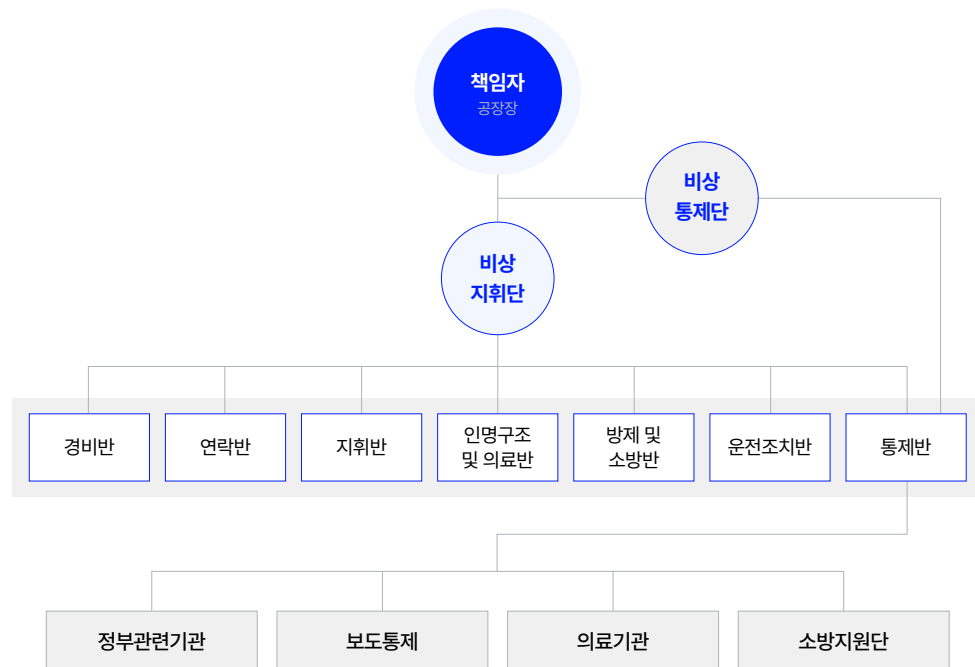 책임자
공장장
비상
통제단
비상
지휘단
경비반
연락반
지휘반
인명구조
및 의료반
방제 및
소방반
운전조치반
통제반
정부관련기관
보도통제
의료기관
소방지원단